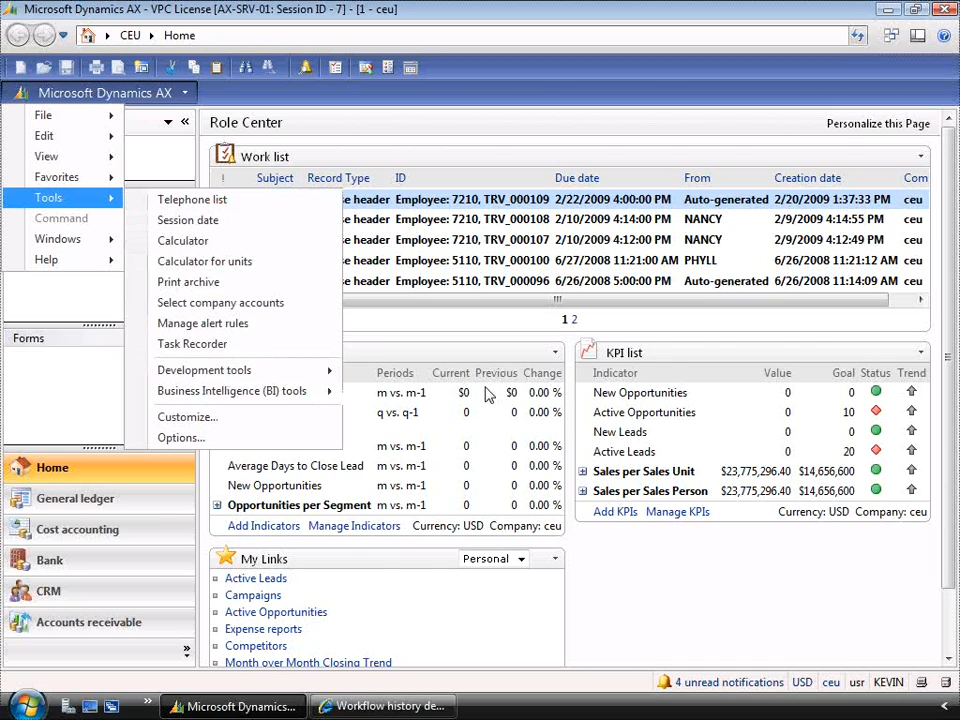 Microsoft Dynamics AX - VPC License [AX-SRV-01: Session ID - 7] - [1 - ceu]
CEU Home
Microsoft Dynamics AX
File
Edit
View
Favorites
Tools
Command
Windows
Help
Telephone list
Session date
Calculator
Calculator for units
Print archive
Select company accounts
Manage alert rules
Task Recorder
Development tools
Business Intelligence (BI) tools
Customize...
Options...
Forms
Home
General ledger
Cost accounting
Bank
CRM
Accounts receivable
Role Center Personalize this Page
Work list
! Subject Record Type ID Due date From Creation date Com
se header Employee: 7210, TRV_000109 2/22/2009 4:00:00 PM Auto-generated 2/20/2009 1:37:33 PM ceu
se header Employee: 7210, TRV_000108 2/10/2009 4:14:00 PM NANCY 2/9/2009 4:14:55 PM ceu
se header Employee: 7210, TRV_000107 2/10/2009 4:12:00 PM NANCY 2/9/2009 4:12:49 PM ceu
se header Employee: 5110, TRV_000100 6/27/2008 11:21:00 AM PHYLL 6/26/2008 11:21:12 AM ceu
se header Employee: 5110, TRV_000096 6/26/2008 5:00:00 PM Auto-generated 6/26/2008 11:14:09 AM ceu
1 2
Periods Current Previous Change
m vs. m-1 $0 $0 0.00 %
q vs. q-1 0 0 0.00 %
m vs. m-1 0 0 0.00 %
Average Days to Close Lead m vs. m-1 0 0 0.00 %
New Opportunities m vs. m-1 0 0 0.00 %
Opportunities per Segment m vs. m-1 0 0 0.00 %
Add Indicators Manage Indicators Currency: USD Company: ceu
KPI list
Indicator Value Goal Status Trend
New Opportunities 0 0
Active Opportunities 0 10
New Leads 0 0
Active Leads 0 20
Sales per Sales Unit $23,775,296.40 $14,656,600
Sales per Sales Person $23,775,296.40 $14,656,600
Add KPIs Manage KPIs Currency: USD Company: ceu
My Links Personal
Active Leads
Campaigns
Active Opportunities
Expense reports
Competitors
Month over Month Closing Trend
4 unread notifications USD ceu usr KEVIN
Microsoft Dynamics... Workflow history de...